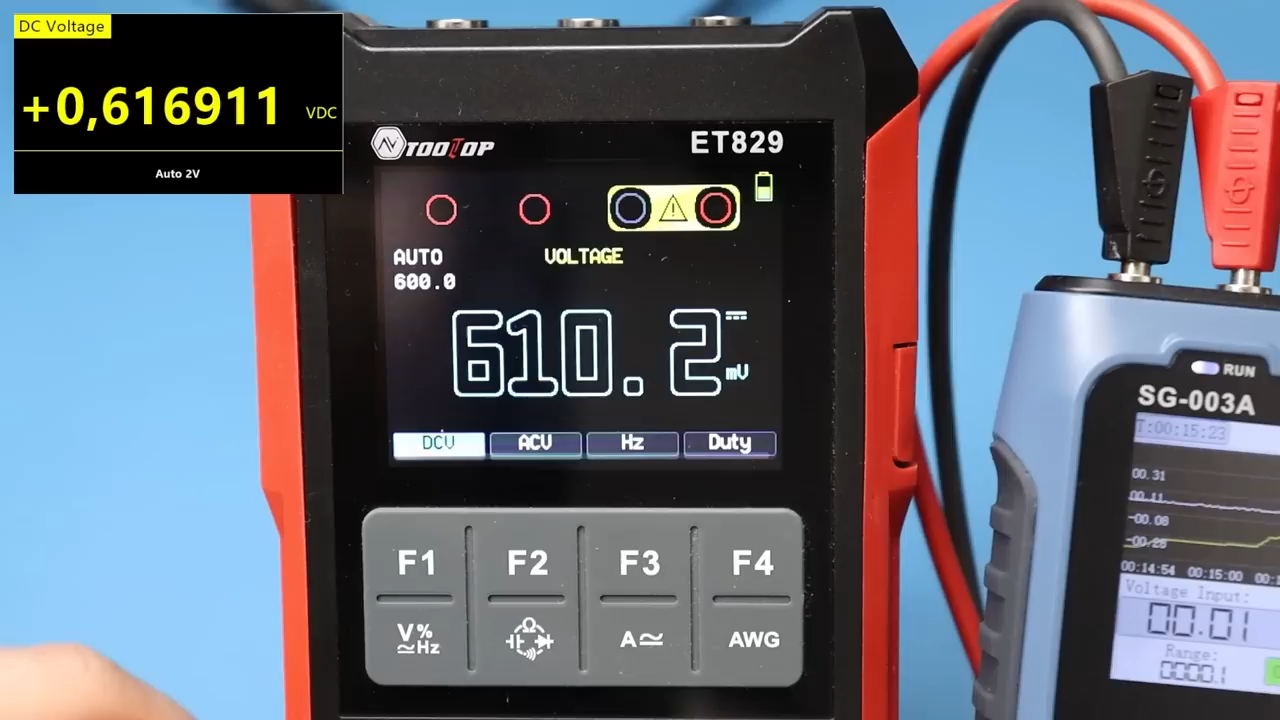 DC Voltage
+0,616911 VDC
Auto 2V
TOOLTOP
ET829
AUTO
VOLTAGE
600.0
610.2 mV
DCV ACV Hz Duty
F1 F2 F3 F4
V% Hz
Ω
A
AWG
RUN
SG-003A
T:00:15:23
00.31
00.11
-00.08
-00.28
00:14:54 00:15:00
Voltage Input:
00.01
Range:
0000.1